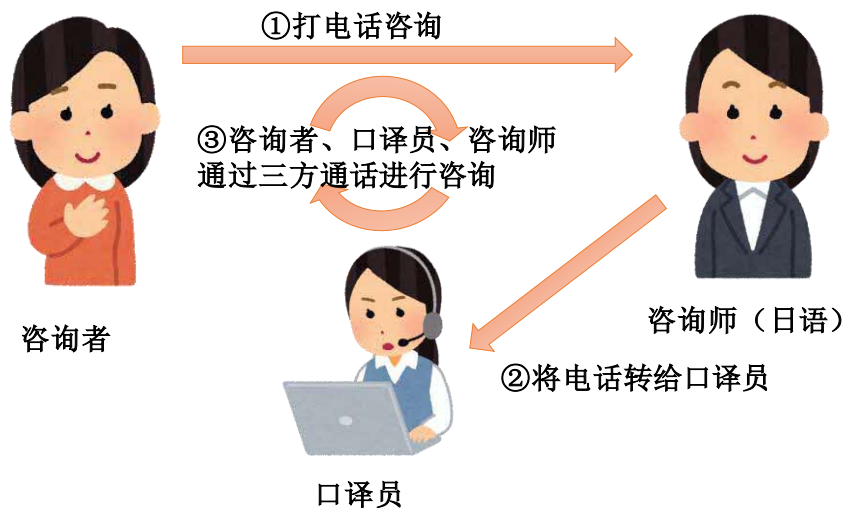 ①打电话咨询
③咨询者、口译员、咨询师
通过三方通话进行咨询
咨询者
咨询师（日语）
②将电话转给口译员
口译员